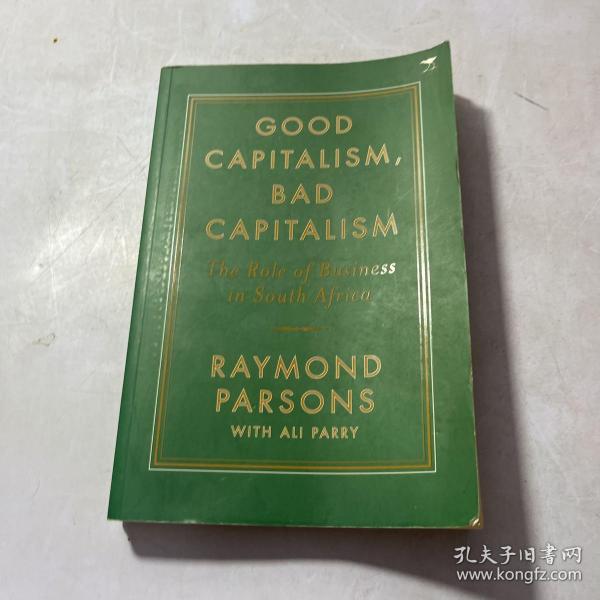 GOOD
CAPITALISM,
BAD
CAPITALISM
The Role of Business
in South Africa
RAYMOND
PARSONS
WITH ALI PARRY
孔夫子旧书网
www.kongfz.com